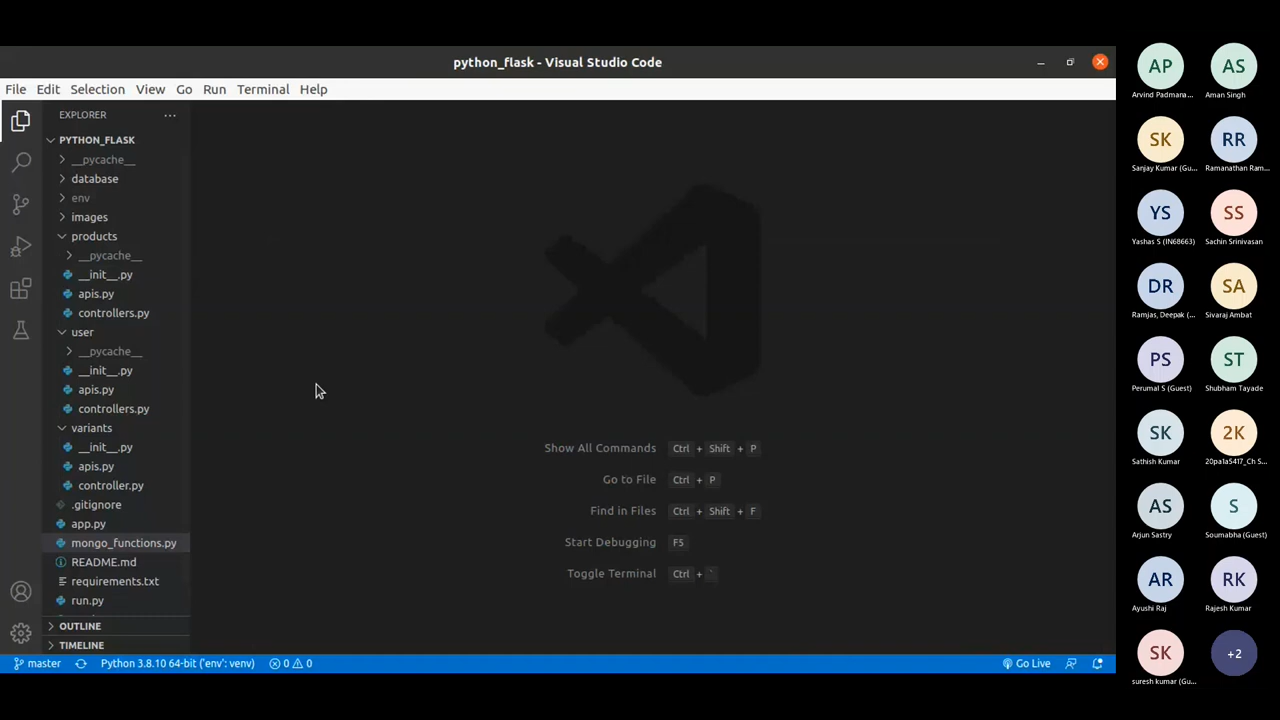 python_flask - Visual Studio Code
File Edit Selection View Go Run Terminal Help
EXPLORER
PYTHON_FLASK
__pycache__
database
env
images
products
__pycache__
__init__.py
apis.py
controllers.py
user
__pycache__
__init__.py
apis.py
controllers.py
variants
__init__.py
apis.py
controller.py
.gitignore
app.py
mongo_functions.py
README.md
requirements.txt
run.py
OUTLINE
TIMELINE
Show All Commands Ctrl + Shift + P
Go to File Ctrl + P
Find in Files Ctrl + Shift + F
Start Debugging F5
Toggle Terminal Ctrl + `
master Python 3.8.10 64-bit ('env': venv) 0 0 Go Live
AP AS
Arvind Padmana... Aman Singh
SK RR
Sanjay Kumar (Gu... Ramanathan Ram...
YS SS
Yashas S (IN68663) Sachin Srinivasan
DR SA
Ramjas, Deepak (... Sivaraj Ambat
PS ST
Perumal S (Guest) Shubham Tayade
SK 2K
Sathish Kumar 20pa1a5417_Ch S...
AS S
Arjun Sastry Soumabha (Guest)
AR RK
Ayushi Raj Rajesh Kumar
SK +2
suresh kumar (Gu...